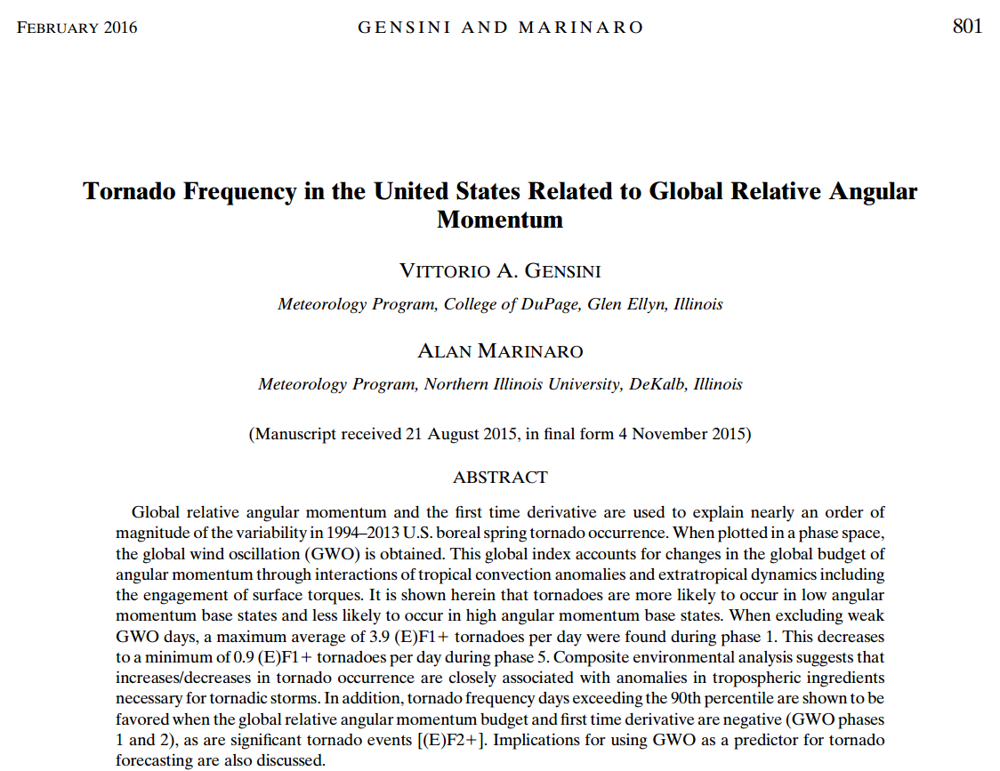 FEBRUARY 2016
GENSINI AND MARINARO
801
Tornado Frequency in the United States Related to Global Relative Angular
Momentum
VITTORIO A. GENSINI
Meteorology Program, College of DuPage, Glen Ellyn, Illinois
ALAN MARINARO
Meteorology Program, Northern Illinois University, DeKalb, Illinois
(Manuscript received 21 August 2015, in final form 4 November 2015)
ABSTRACT
Global relative angular momentum and the first time derivative are used to explain nearly an order of
magnitude of the variability in 1994–2013 U.S. boreal spring tornado occurrence. When plotted in a phase space,
the global wind oscillation (GWO) is obtained. This global index accounts for changes in the global budget of
angular momentum through interactions of tropical convection anomalies and extratropical dynamics including
the engagement of surface torques. It is shown herein that tornadoes are more likely to occur in low angular
momentum base states and less likely to occur in high angular momentum base states. When excluding weak
GWO days, a maximum average of 3.9 (E)F1+ tornadoes per day were found during phase 1. This decreases
to a minimum of 0.9 (E)F1+ tornadoes per day during phase 5. Composite environmental analysis suggests that
increases/decreases in tornado occurrence are closely associated with anomalies in tropospheric ingredients
necessary for tornadic storms. In addition, tornado frequency days exceeding the 90th percentile are shown to be
favored when the global relative angular momentum budget and first time derivative are negative (GWO phases
1 and 2), as are significant tornado events [(E)F2+]. Implications for using GWO as a predictor for tornado
forecasting are also discussed.